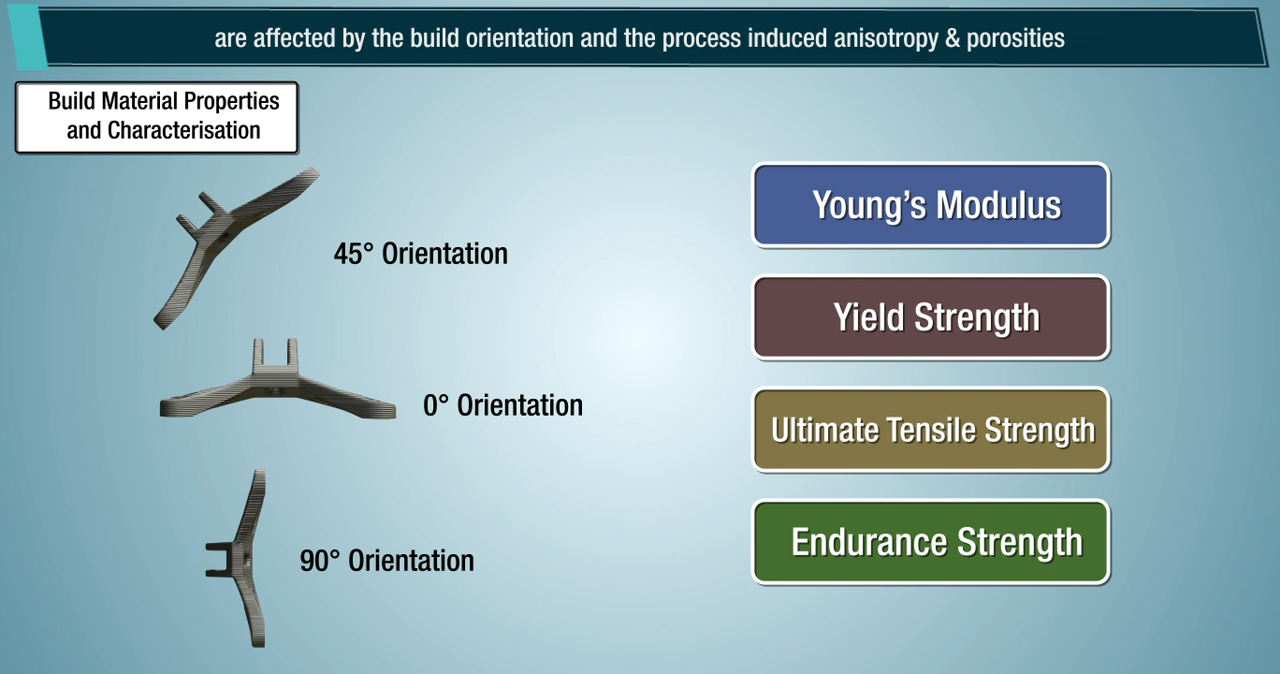 are affected by the build orientation and the process induced anisotropy & porosities
Build Material Properties
and Characterisation
45° Orientation
0° Orientation
90° Orientation
Young's Modulus
Yield Strength
Ultimate Tensile Strength
Endurance Strength